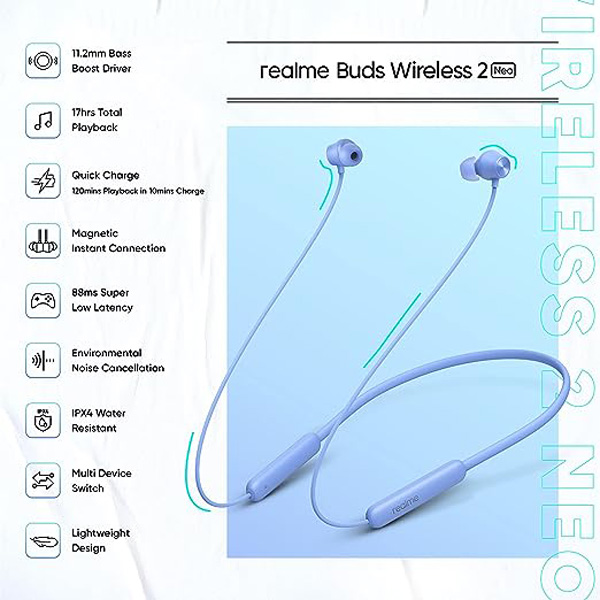 11.2mm Bass
Boost Driver
17hrs Total
Playback
Quick Charge
120mins Playback in 10mins Charge
Magnetic
Instant Connection
88ms Super
Low Latency
Environmental
Noise Cancellation
IPX4
IPX4 Water
Resistant
Multi Device
Switch
Lightweight
Design
realme Buds Wireless 2 Neo
realme
WIRELESS 2 NEO